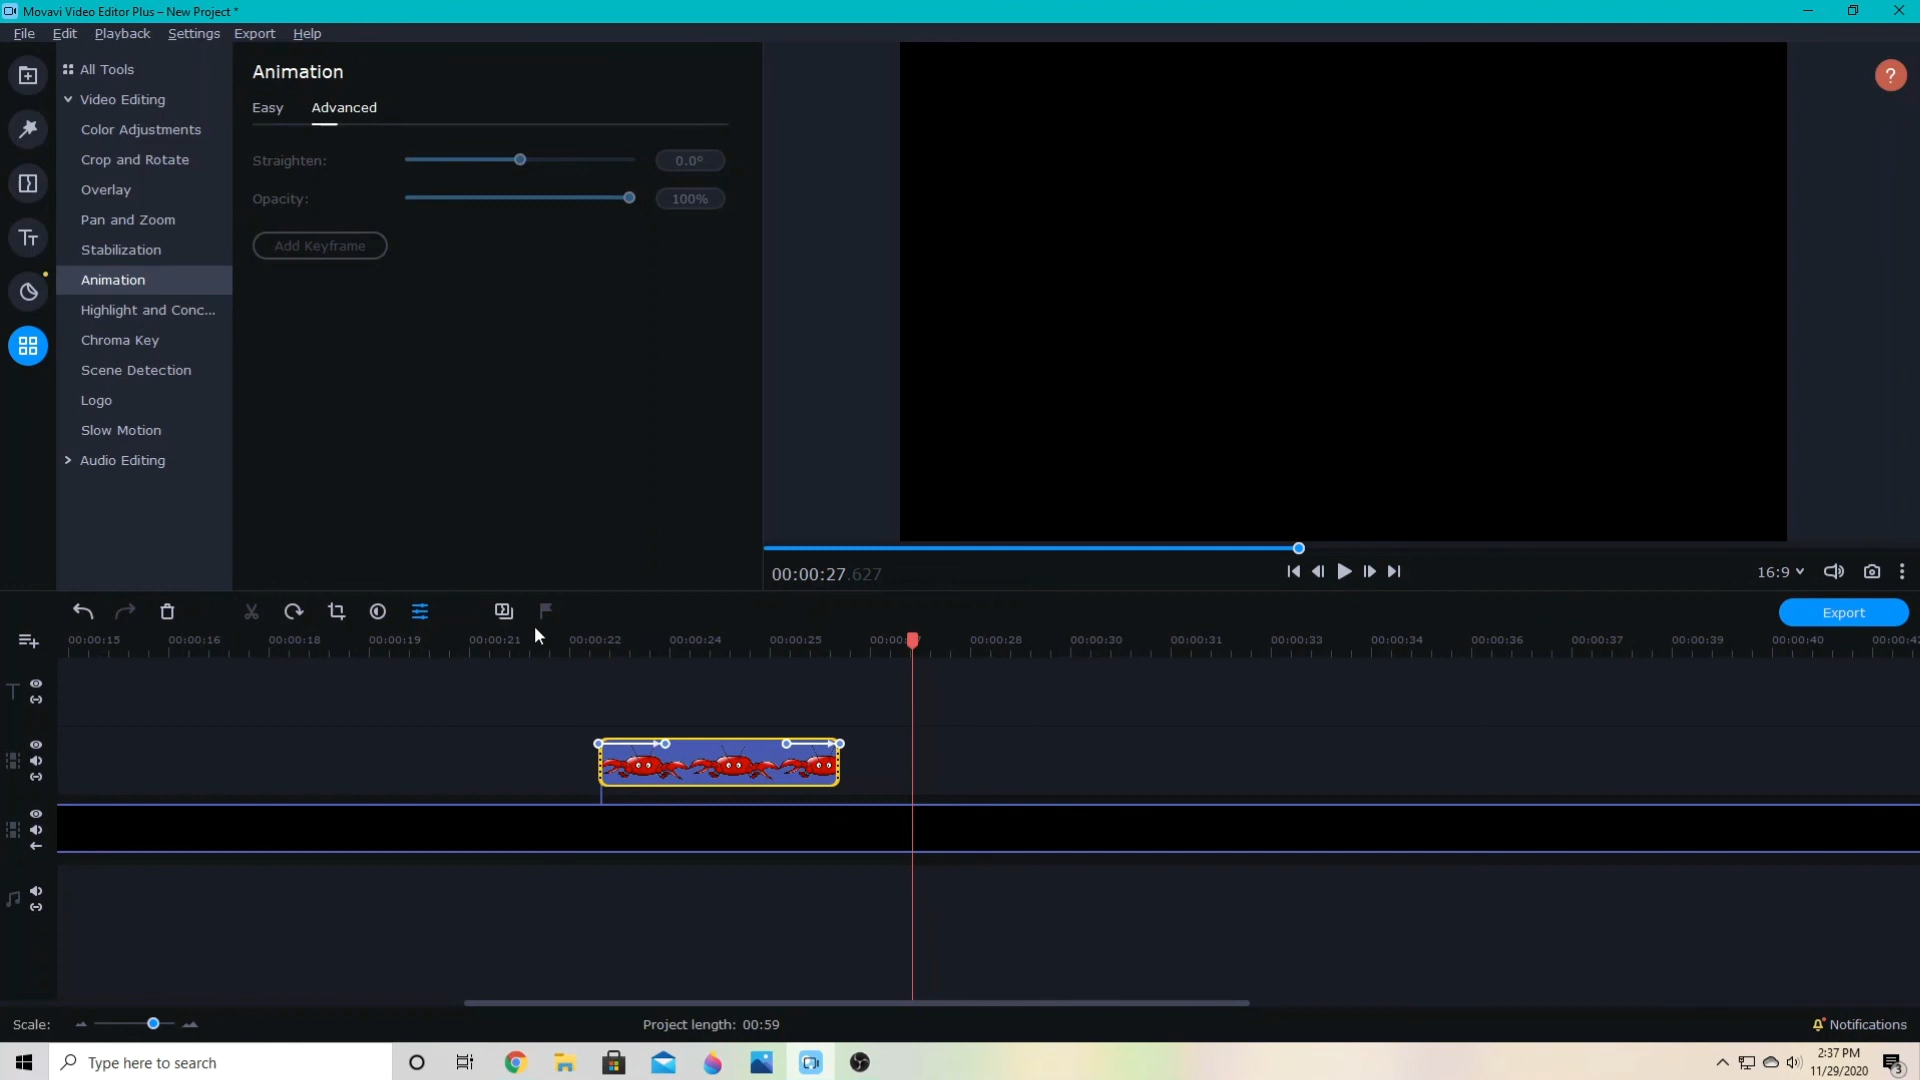 Movavi Video Editor Plus – New Project *
File Edit Playback Settings Export Help
All Tools
Video Editing
Color Adjustments
Crop and Rotate
Overlay
Pan and Zoom
Stabilization
Animation
Highlight and Conc...
Chroma Key
Scene Detection
Logo
Slow Motion
Audio Editing
Animation
Easy Advanced
Straighten: 0.0°
Opacity: 100%
Add Keyframe
?
00:00:27.627
16:9
Export
00:00:15 00:00:16 00:00:18 00:00:19 00:00:21 00:00:22 00:00:24 00:00:25 00:00:28 00:00:30 00:00:31 00:00:33 00:00:34 00:00:36 00:00:37 00:00:39 00:00:40
Scale:
Project length: 00:59
Notifications
Type here to search
2:37 PM
11/29/2020
3